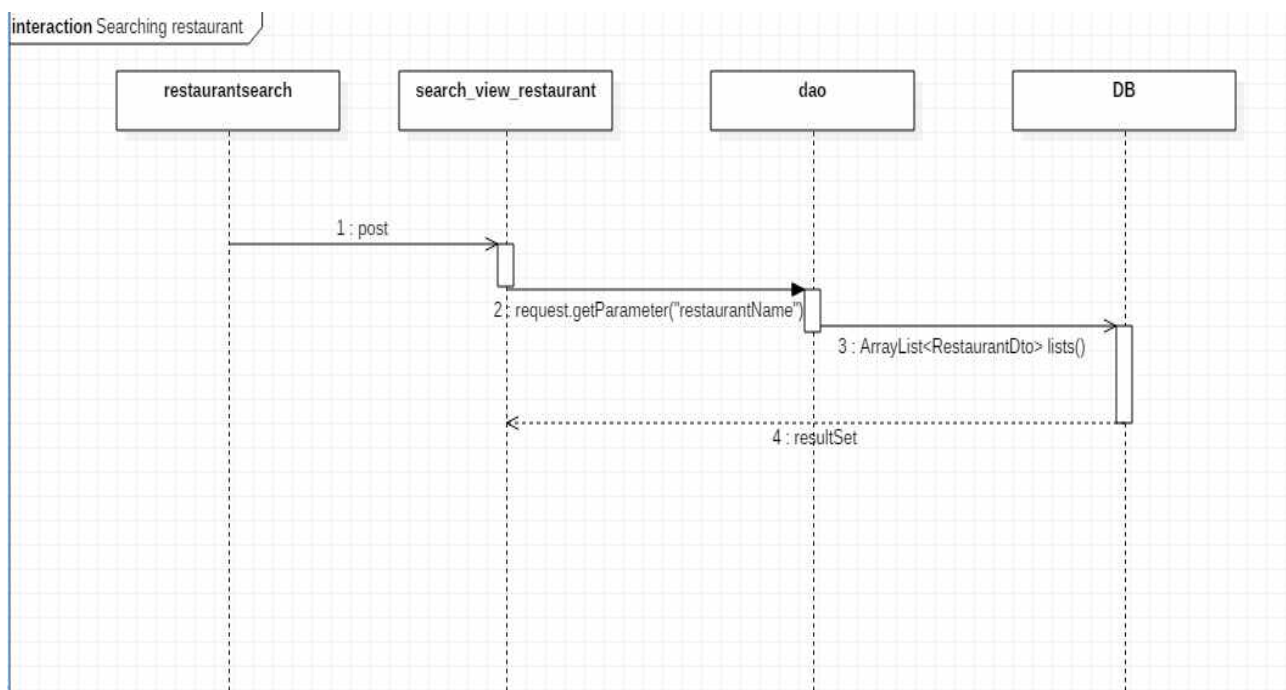 interaction Searching restaurant
restaurantsearch
search_view_restaurant
dao
DB
1 : post
2 : request.getParameter("restaurantName")
3 : ArrayList<RestaurantDto> lists()
4 : resultSet